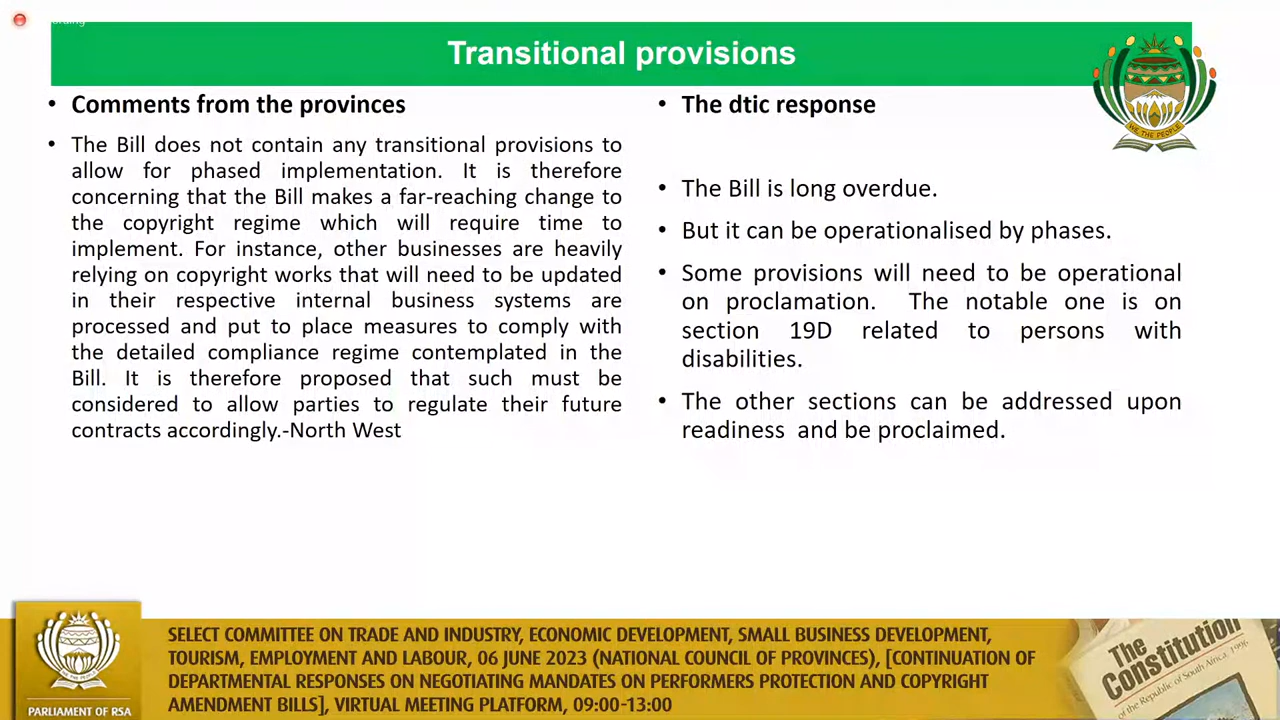 Transitional provisions
• Comments from the provinces
• The Bill does not contain any transitional provisions to
allow for phased implementation. It is therefore
concerning that the Bill makes a far-reaching change to
the copyright regime which will require time to
implement. For instance, other businesses are heavily
relying on copyright works that will need to be updated
in their respective internal business systems are
processed and put to place measures to comply with
the detailed compliance regime contemplated in the
Bill. It is therefore proposed that such must be
considered to allow parties to regulate their future
contracts accordingly.-North West
• The dtic response
• The Bill is long overdue.
• But it can be operationalised by phases.
• Some provisions will need to be operational
on proclamation. The notable one is on
section 19D related to persons with
disabilities.
• The other sections can be addressed upon
readiness and be proclaimed.
WE THE PEOPLE
PARLIAMENT OF RSA
SELECT COMMITTEE ON TRADE AND INDUSTRY, ECONOMIC DEVELOPMENT, SMALL BUSINESS DEVELOPMENT,
TOURISM, EMPLOYMENT AND LABOUR, 06 JUNE 2023 (NATIONAL COUNCIL OF PROVINCES), [CONTINUATION OF
DEPARTMENTAL RESPONSES ON NEGOTIATING MANDATES ON PERFORMERS PROTECTION AND COPYRIGHT
AMENDMENT BILLS], VIRTUAL MEETING PLATFORM, 09:00-13:00
The
Constitution
of the Republic of South Africa, 1996